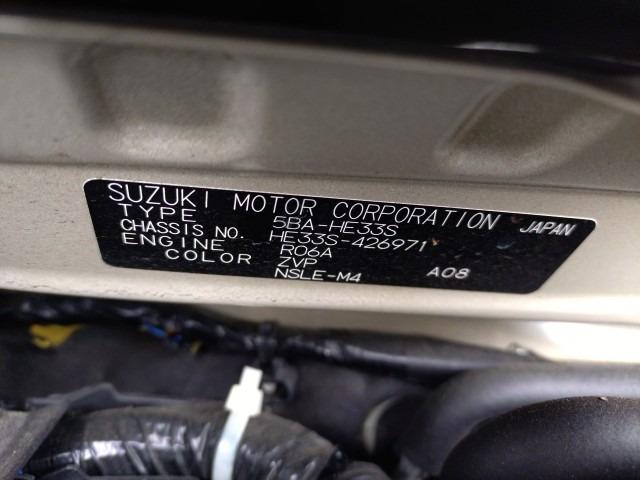 SUZUKI MOTOR CORPORATION JAPAN
TYPE 5BA-HE33S
CHASSIS NO. HE33S-426971
ENGINE R06A
COLOR ZVP
NSLE-M4 A08